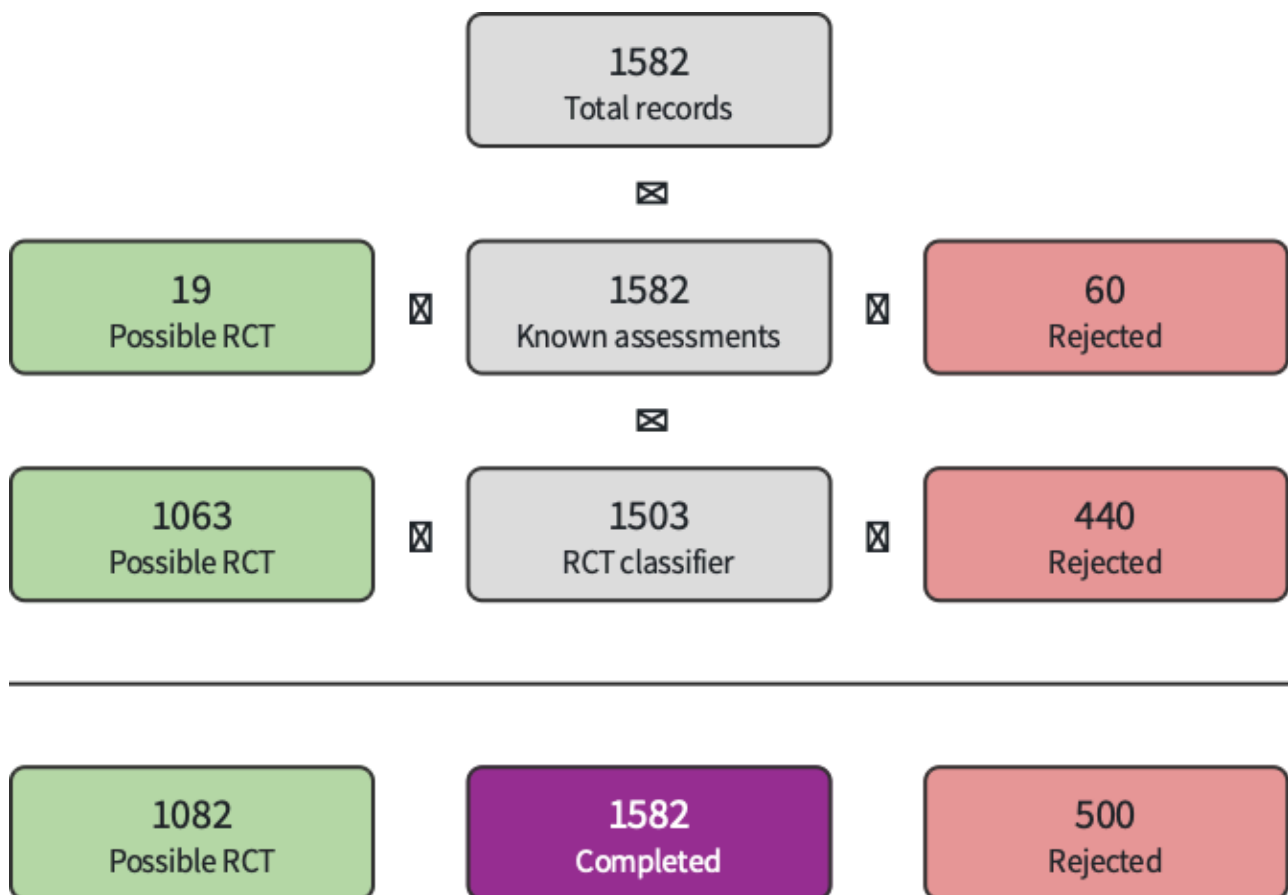 1582
Total records
19
Possible RCT
1582
Known assessments
60
Rejected
1063
Possible RCT
1503
RCT classifier
440
Rejected
1082
Possible RCT
1582
Completed
500
Rejected